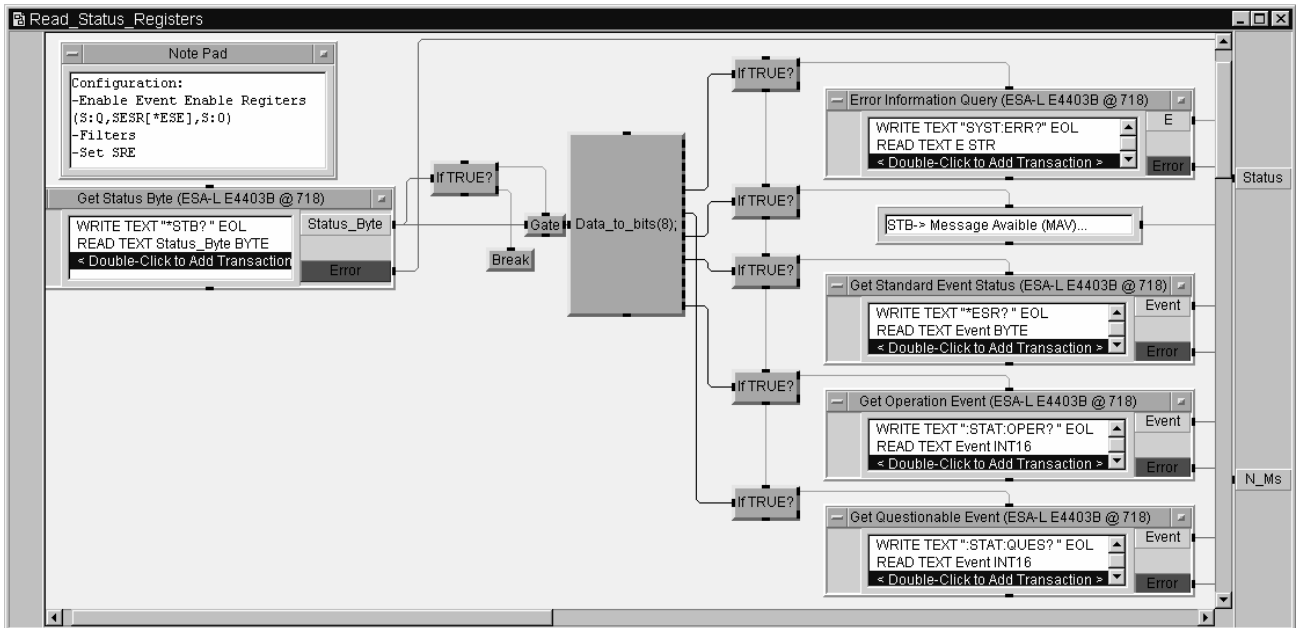 Read_Status_Registers
Note Pad
Configuration:
-Enable Event Enable Regiters
(S:Q,SESR[*ESE],S:O)
-Filters
-Set SRE
Get Status Byte (ESA-L E4403B @ 718)
WRITE TEXT "*STB? " EOL
READ TEXT Status_Byte BYTE
< Double-Click to Add Transaction
Status_Byte
Error
If TRUE?
Break
Gate
Data_to_bits(8);
If TRUE?
Error Information Query (ESA-L E4403B @ 718)
WRITE TEXT "SYST:ERR?" EOL
READ TEXT E STR
< Double-Click to Add Transaction >
E
Error
If TRUE?
STB-> Message Avaible (MAV)...
If TRUE?
Get Standard Event Status (ESA-L E4403B @ 718)
WRITE TEXT "*ESR? " EOL
READ TEXT Event BYTE
< Double-Click to Add Transaction >
Event
Error
If TRUE?
Get Operation Event (ESA-L E4403B @ 718)
WRITE TEXT ":STAT:OPER? " EOL
READ TEXT Event INT16
< Double-Click to Add Transaction >
Event
Error
If TRUE?
Get Questionable Event (ESA-L E4403B @ 718)
WRITE TEXT ":STAT:QUES? " EOL
READ TEXT Event INT16
< Double-Click to Add Transaction >
Event
Error
Status
N_Ms